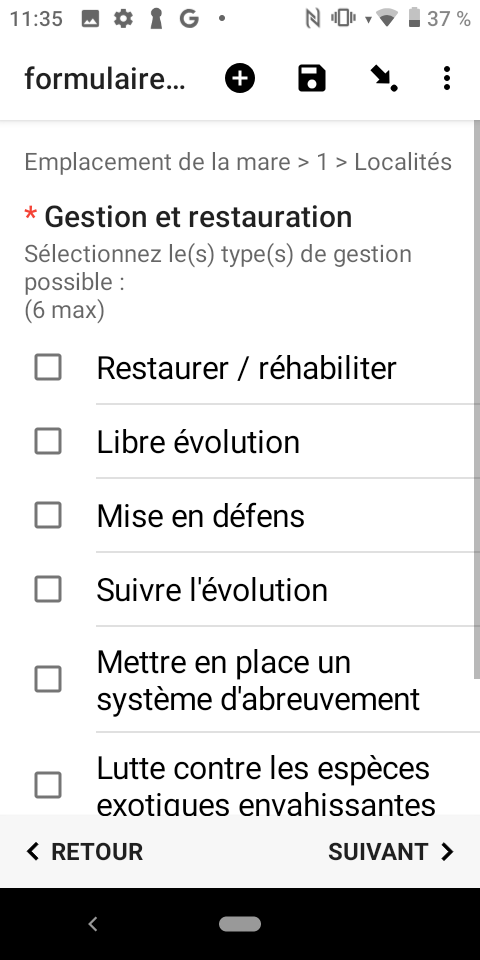 11:35 37 %
formulaire...
Emplacement de la mare > 1 > Localités
* Gestion et restauration
Sélectionnez le(s) type(s) de gestion
possible :
(6 max)
Restaurer / réhabiliter
Libre évolution
Mise en défens
Suivre l'évolution
Mettre en place un
système d'abreuvement
Lutte contre les espèces
exotiques envahissantes
RETOUR SUIVANT